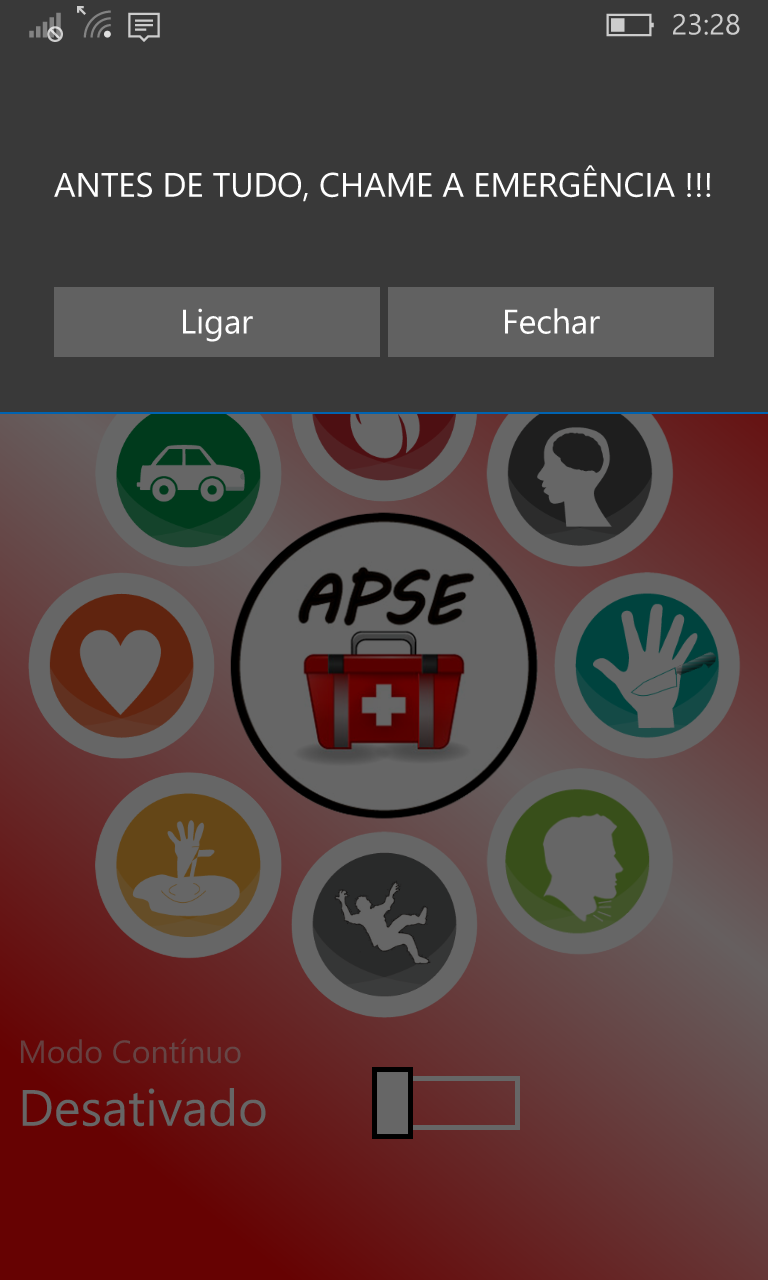 23:28
ANTES DE TUDO, CHAME A EMERGÊNCIA !!!
Ligar
Fechar
APSE
Modo Contínuo
Desativado